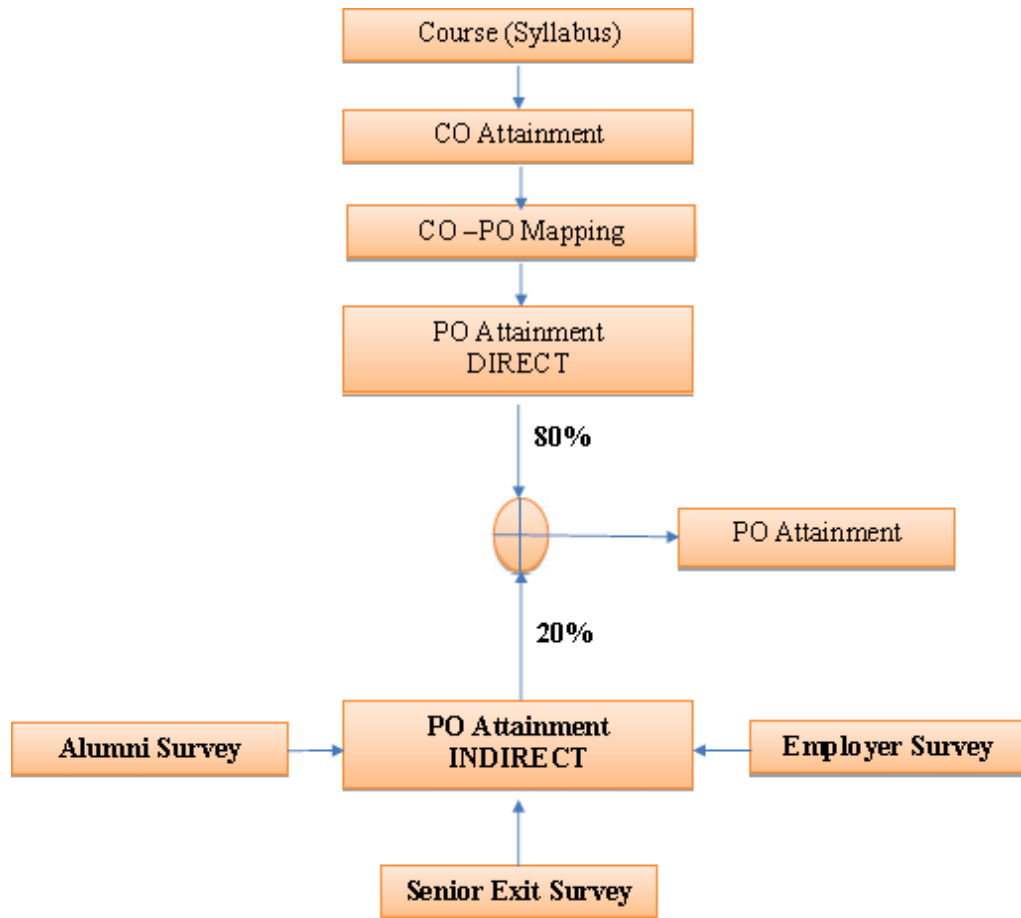 Course (Syllabus)
CO Attainment
CO –PO Mapping
PO Attainment
DIRECT
80%
PO Attainment
20%
PO Attainment
INDIRECT
Alumni Survey
Employer Survey
Senior Exit Survey